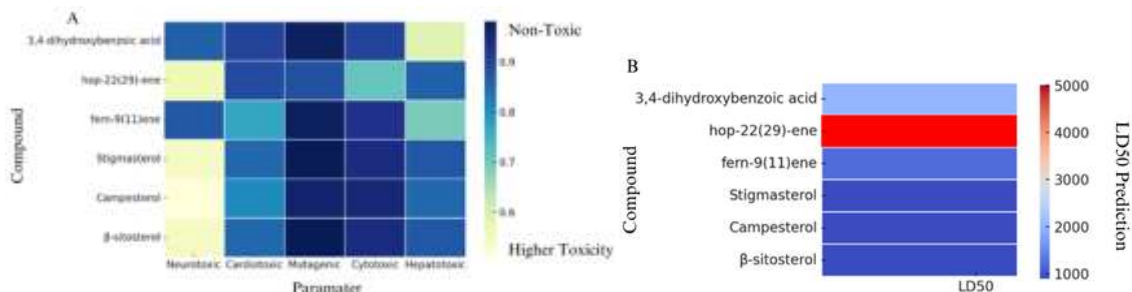 A
3,4-dihydroxybenzoic acid
hop-22(29)-ene
fern-9(11)ene
Stigmasterol
Campesterol
β-sitosterol
Compound
Neurotoxic Cardiotoxic Mutagenic Cytotoxic Hepatotoxic
Paramater
Non-Toxic
0.9
0.8
0.7
0.6
Higher Toxicity
B
3,4-dihydroxybenzoic acid
hop-22(29)-ene
fern-9(11)ene
Stigmasterol
Campesterol
β-sitosterol
Compound
LD50
5000
4000
3000
2000
1000
LD50 Prediction